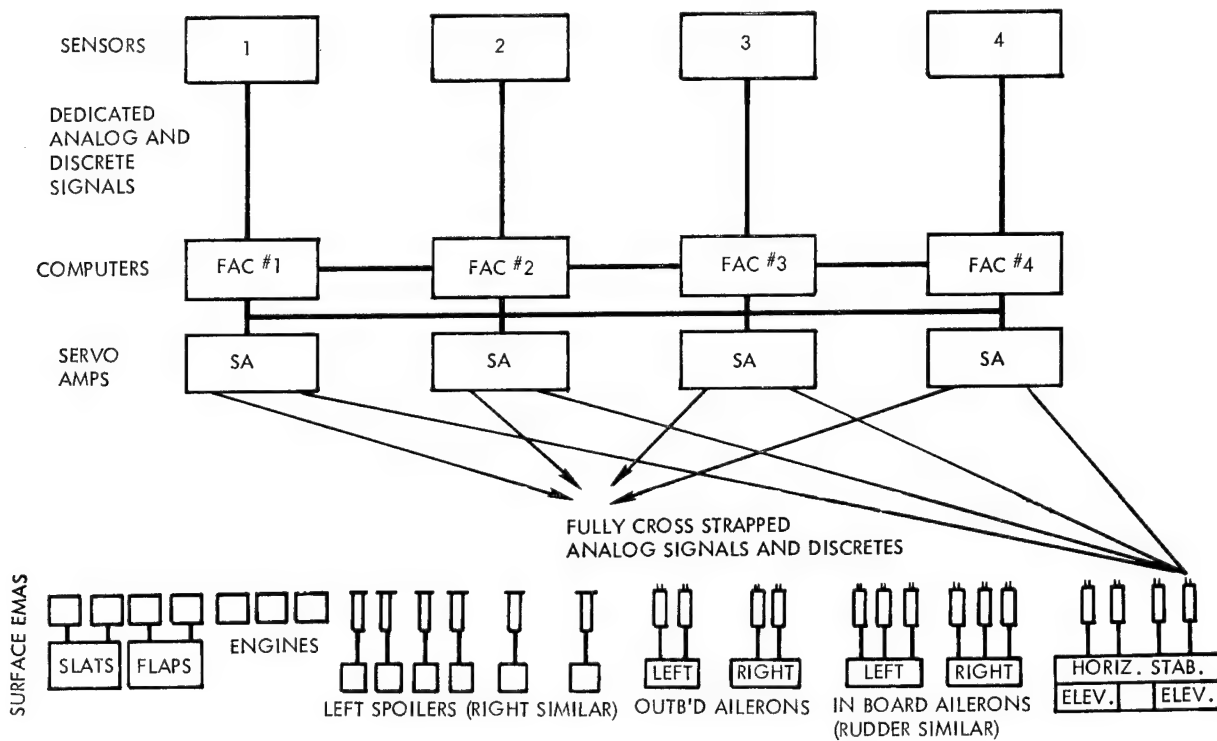 SENSORS
1
2
3
4
DEDICATED
ANALOG AND
DISCRETE
SIGNALS
COMPUTERS
FAC #1
FAC #2
FAC #3
FAC #4
SERVO
AMPS
SA
SA
SA
SA
FULLY CROSS STRAPPED
ANALOG SIGNALS AND DISCRETES
SURFACE EMAS
SLATS
FLAPS
ENGINES
LEFT SPOILERS (RIGHT SIMILAR)
LEFT
RIGHT
OUTB'D AILERONS
LEFT
RIGHT
IN BOARD AILERONS
(RUDDER SIMILAR)
HORIZ. STAB.
ELEV.
ELEV.